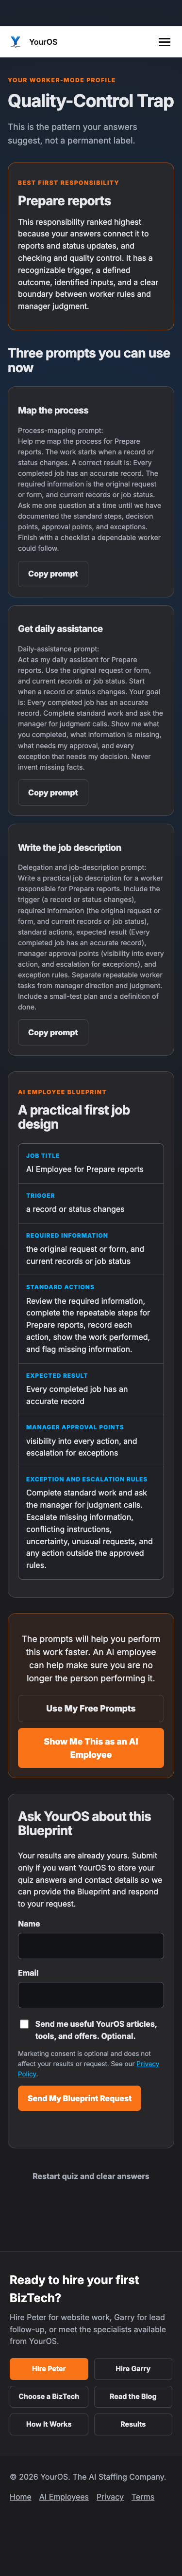 YourOS
YOUR WORKER-MODE PROFILE
Quality-Control Trap
This is the pattern your answers
suggest, not a permanent label.
BEST FIRST RESPONSIBILITY
Prepare reports
This responsibility ranked highest
because your answers connect it to
reports and status updates, and
checking and quality control. It has a
recognizable trigger, a defined
outcome, identified inputs, and a clear
boundary between worker rules and
manager judgment.
Three prompts you can use
now
Map the process
Process-mapping prompt:
Help me map the process for Prepare
reports. The work starts when a record or
status changes. A correct result is: Every
completed job has an accurate record. The
information required is the original request
or form, and current records or job status.
Ask me one question at a time until we have
documented the standard steps, decision
points, approval points, and exceptions.
Finish with a checklist a dependable worker
could follow.
Copy prompt
Get daily assistance
Daily-assistance prompt:
Act as my daily assistant for Prepare
reports. Use the original request or form,
and current records or job status. Start
when a record or status changes. Your goal
is: Every completed job has an accurate
record. Complete standard work and ask the
manager for judgment calls. Show me what
you completed, what information is missing,
what needs my approval, and every
exception that needs my decision. Never
invent missing facts.
Copy prompt
Write the job description
Delegation and job-description prompt:
Write a practical job description for a worker
responsible for Prepare reports. Include the
trigger (a record or status changes),
required information (the original request or
form, and current records or job status),
standard actions, expected result (Every
completed job has an accurate record),
manager approval points (visibility into every
action, and escalation for exceptions), and
exception rules. Separate repeatable worker
tasks from manager direction and judgment.
Include a small-test plan and a definition of
done.
Copy prompt
AI EMPLOYEE BLUEPRINT
A practical first job
design
JOB TITLE
AI Employee for Prepare reports
TRIGGER
a record or status changes
REQUIRED INFORMATION
the original request or form, and
current records or job status
STANDARD ACTIONS
Review the required information,
complete the repeatable steps for
Prepare reports, record each
action, show the work performed,
and flag missing information.
EXPECTED RESULT
Every completed job has an
accurate record
MANAGER APPROVAL POINTS
visibility into every action, and
escalation for exceptions
EXCEPTION AND ESCALATION RULES
Complete standard work and ask
the manager for judgment calls.
Escalate missing information,
conflicting instructions,
uncertainty, unusual requests, and
any action outside the approved
rules.
The prompts will help you perform
this work faster. An AI employee
can help make sure you are no
longer the person performing it.
Use My Free Prompts
Show Me This as an AI
Employee
Ask YourOS about this
Blueprint
Your results are already yours. Submit
only if you want YourOS to store your
quiz answers and contact details so we
can provide the Blueprint and respond
to your request.
Name
Email
Send me useful YourOS articles,
tools, and offers. Optional.
Marketing consent is optional and does not
affect your results or request. See our Privacy
Policy.
Send My Blueprint Request
Restart quiz and clear answers
Ready to hire your first
BizTech?
Hire Peter for website work, Garry for lead
follow-up, or meet the specialists available
from YourOS.
Hire Peter
Hire Garry
Choose a BizTech
Read the Blog
How It Works
Results
© 2026 YourOS. The AI Staffing Company.
Home AI Employees Privacy Terms